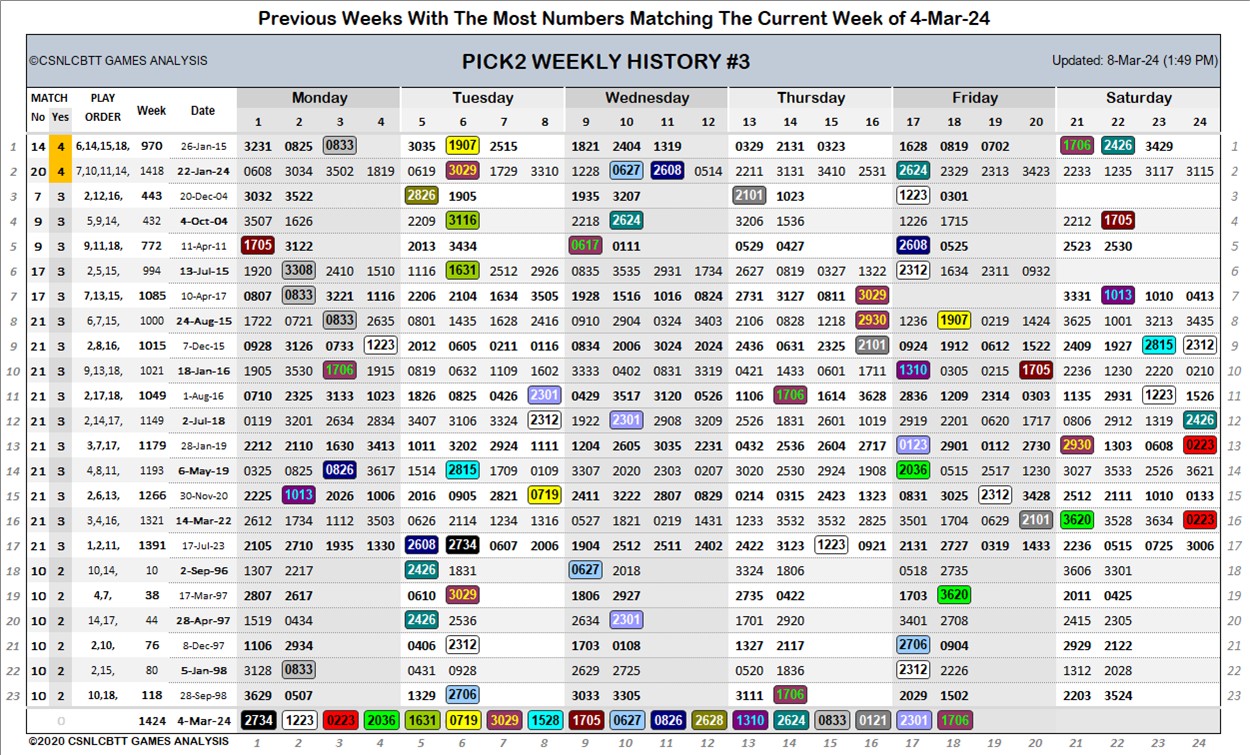 Previous Weeks With The Most Numbers Matching The Current Week of 4-Mar-24
©CSNLCBTT GAMES ANALYSIS PICK2 WEEKLY HISTORY #3 Updated: 8-Mar-24 (1:49 PM)
MATCH PLAY Week Date Monday Tuesday Wednesday Thursday Friday Saturday
No Yes ORDER 1 2 3 4 5 6 7 8 9 10 11 12 13 14 15 16 17 18 19 20 21 22 23 24
1 14 4 6,14,15,18, 970 26-Jan-15 3231 0825 0833 3035 1907 2515 1821 2404 1319 0329 2131 0323 1628 0819 0702 1706 2426 3429 1
2 20 4 7,10,11,14, 1418 22-Jan-24 0608 3034 3502 1819 0619 3029 1729 3310 1228 0627 2608 0514 2211 3131 3410 2531 2624 2329 2313 3423 2233 1235 3117 3115 2
3 7 3 2,12,16, 443 20-Dec-04 3032 3522 2826 1905 1935 3207 2101 1023 1223 0301 3
4 9 3 5,9,14, 432 4-Oct-04 3507 1626 2209 3116 2218 2624 3206 1536 1226 1715 2212 1705 4
5 9 3 9,11,18, 772 11-Apr-11 1705 3122 2013 3434 0617 0111 0529 0427 2608 0525 2523 2530 5
6 17 3 2,5,15, 994 13-Jul-15 1920 3308 2410 1510 1116 1631 2512 2926 0835 3535 2931 1734 2627 0819 0327 1322 2312 1634 2311 0932 6
7 17 3 7,13,15, 1085 10-Apr-17 0807 0833 3221 1116 2206 2104 1634 3505 1928 1516 1016 0824 2731 3127 0811 3029 3331 1013 1010 0413 7
8 21 3 6,7,15, 1000 24-Aug-15 1722 0721 0833 2635 0801 1435 1628 2416 0910 2904 0324 3403 2106 0828 1218 2930 1236 1907 0219 1424 3625 1001 3213 3435 8
9 21 3 2,8,16, 1015 7-Dec-15 0928 3126 0733 1223 2012 0605 0211 0116 0834 2006 3024 2024 2436 0631 2325 2101 0924 1912 0612 1522 2409 1927 2815 2312 9
10 21 3 9,13,18, 1021 18-Jan-16 1905 3530 1706 1915 0819 0632 1109 1602 3333 0402 0831 3319 0421 1433 0601 1711 1310 0305 0215 1705 2236 1230 2220 0210 10
11 21 3 2,17,18, 1049 1-Aug-16 0710 2325 3133 1023 1826 0825 0426 2301 0429 3517 3120 0526 1106 1706 1614 3628 2836 1209 2314 0303 1135 2931 1223 1526 11
12 21 3 2,14,17, 1149 2-Jul-18 0119 3201 2634 2834 3407 3106 0724 2312 1922 2301 2908 3209 2526 1831 2601 1019 2919 2201 0620 1717 0806 2912 1319 2426 12
13 21 3 3,7,17, 1179 28-Jan-19 2212 2110 1630 3413 1011 3202 2428 1111 1204 2605 3035 2231 0432 2536 2604 2717 0123 2901 0112 2730 2930 1303 0608 0223 13
14 21 3 4,8,11, 1193 6-May-19 0325 0825 0826 3617 1514 2815 1709 0109 3307 2020 2303 0207 3020 2530 2924 1908 2036 0515 2517 1230 3027 3533 2526 3621 14
15 21 3 2,6,13, 1266 30-Nov-20 2225 1013 2026 1006 2016 0905 2821 0719 2411 3222 2807 0829 0214 0315 2423 1323 0831 3025 2312 3428 2512 2111 1010 0133 15
16 21 3 3,4,16, 1321 14-Mar-22 2612 1734 1112 3520 0626 2114 1234 1316 0527 1821 0219 1431 1233 3533 0532 2825 3501 1704 0629 2101 3620 3528 3634 0223 16
17 21 3 1,2,11, 1391 17-Jul-23 2105 2710 1935 1330 2608 2734 0607 2006 1904 2512 2511 2402 2422 3123 1223 0921 2131 2727 0319 1433 2236 0515 0725 3006 17
18 10 2 10,14, 10 2-Sep-96 1307 2217 2426 1831 0627 2018 3324 1806 0518 2735 3606 3301 18
19 10 2 4,7, 38 17-Mar-97 2807 2617 0610 3029 1806 2927 2735 0422 1703 3620 2011 0425 19
20 10 2 14,17, 44 28-Apr-97 1519 0434 2426 2536 2634 2301 1701 2920 3401 2708 2415 2305 20
21 10 2 2,10, 76 8-Dec-97 1106 2934 0406 2312 1703 0108 1327 2117 2706 0904 2929 2122 21
22 10 2 2,15, 80 5-Jan-98 3128 0833 0431 0928 2629 2725 0520 1836 2312 2226 1312 2028 22
23 10 2 10,18, 118 28-Sep-98 3629 0507 1329 2706 3033 3305 3111 1706 2029 1502 2203 3524 23
0 1424 4-Mar-24 2734 1223 0223 2036 1631 0719 3029 1528 1705 0627 0826 2628 1310 2624 0833 0121 2301 1706
©2020 CSNLCBTT GAMES ANALYSIS 1 2 3 4 5 6 7 8 9 10 11 12 13 14 15 16 17 18 19 20 21 22 23 24